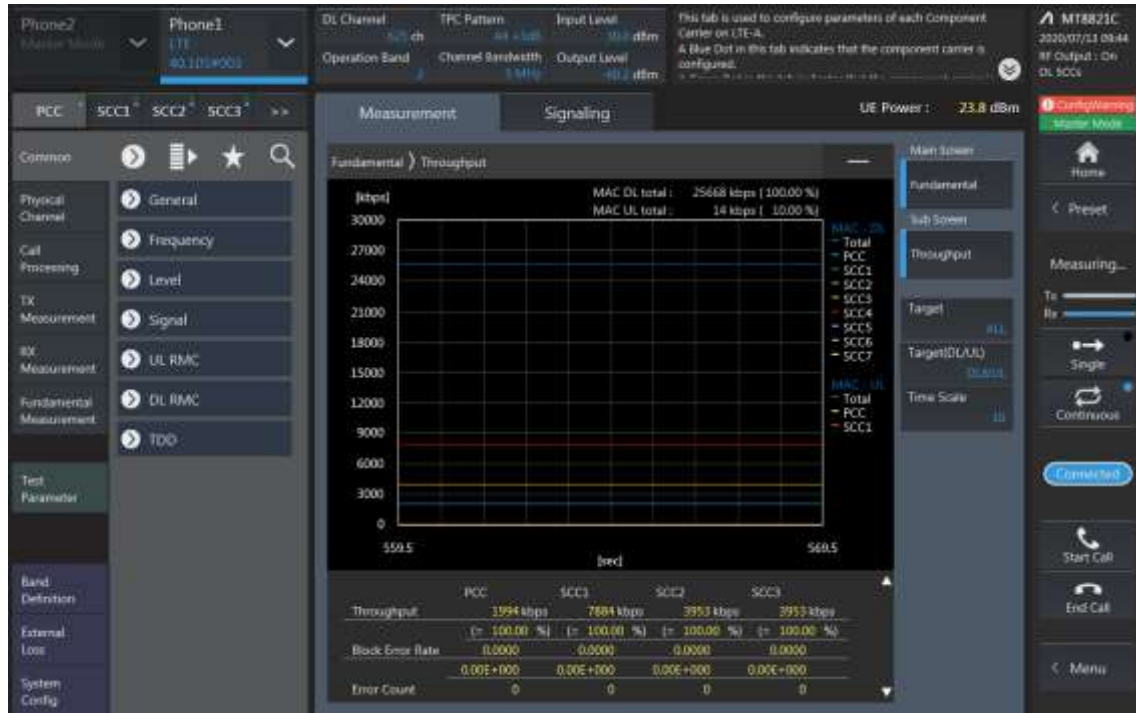 Phone2
Master Mode
Phone1
LTE
DL Channel
625 ch
TPC Pattern
Input Level
dBm
Operation Band
2
Channel Bandwidth
5 MHz
Output Level
dBm
This tab is used to configure parameters of each Component
Carrier on LTE-A.
A Blue Dot in this tab indicates that the component carrier is
configured.
MT8821C
2020/07/13 09:44
RF Output : On
DL SCCs
PCC SCC1 SCC2 SCC3 >>
Measurement
Signaling
UE Power : 23.8 dBm
ConfigWarning
Master Mode
Common
Physical
Channel
Call
Processing
TX
Measurement
RX
Measurement
Fundamental
Measurement
Test
Parameter
Band
Definition
External
Loss
System
Config
General
Frequency
Level
Signal
UL RMC
DL RMC
TDD
Fundamental ⟩ Throughput
[kbps]
MAC DL total : 25668 kbps ( 100.00 %)
MAC UL total : 14 kbps ( 10.00 %)
30000
27000
24000
21000
18000
15000
12000
9000
6000
3000
0
559.5
569.5
[sec]
MAC - DL
Total
PCC
SCC1
SCC2
SCC3
SCC4
SCC5
SCC6
SCC7
MAC - UL
Total
PCC
SCC1
PCC SCC1 SCC2 SCC3
Throughput 1994 kbps 7884 kbps 3953 kbps 3953 kbps
(= 100.00 %) (= 100.00 %) (= 100.00 %) (= 100.00 %)
Block Error Rate 0.0000 0.0000 0.0000 0.0000
0.00E+000 0.00E+000 0.00E+000 0.00E+000
Error Count 0 0 0 0
Main Screen
Fundamental
Sub Screen
Throughput
Target
ALL
Target(DL/UL)
DL&UL
Time Scale
10
Home
< Preset
Measuring...
Tx
Rx
Single
Continuous
Connected
Start Call
End Call
< Menu